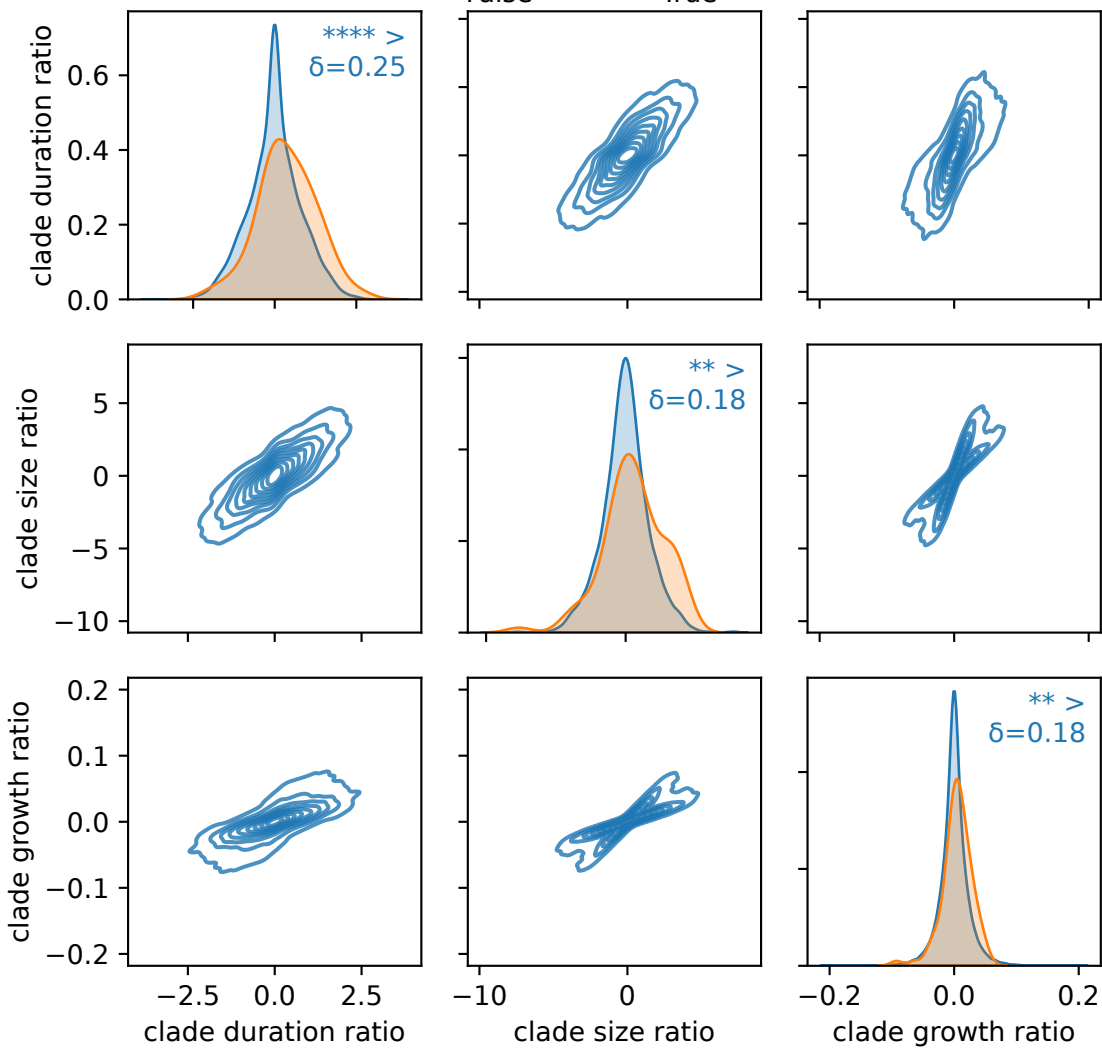 False True
**** >
δ=0.25
clade duration ratio
0.6
0.4
0.2
0.0
** >
δ=0.18
clade size ratio
5
0
−5
−10
** >
δ=0.18
clade growth ratio
0.2
0.1
0.0
−0.1
−0.2
−2.5 0.0 2.5 −10 0 −0.2 0.0 0.2
clade duration ratio clade size ratio clade growth ratio